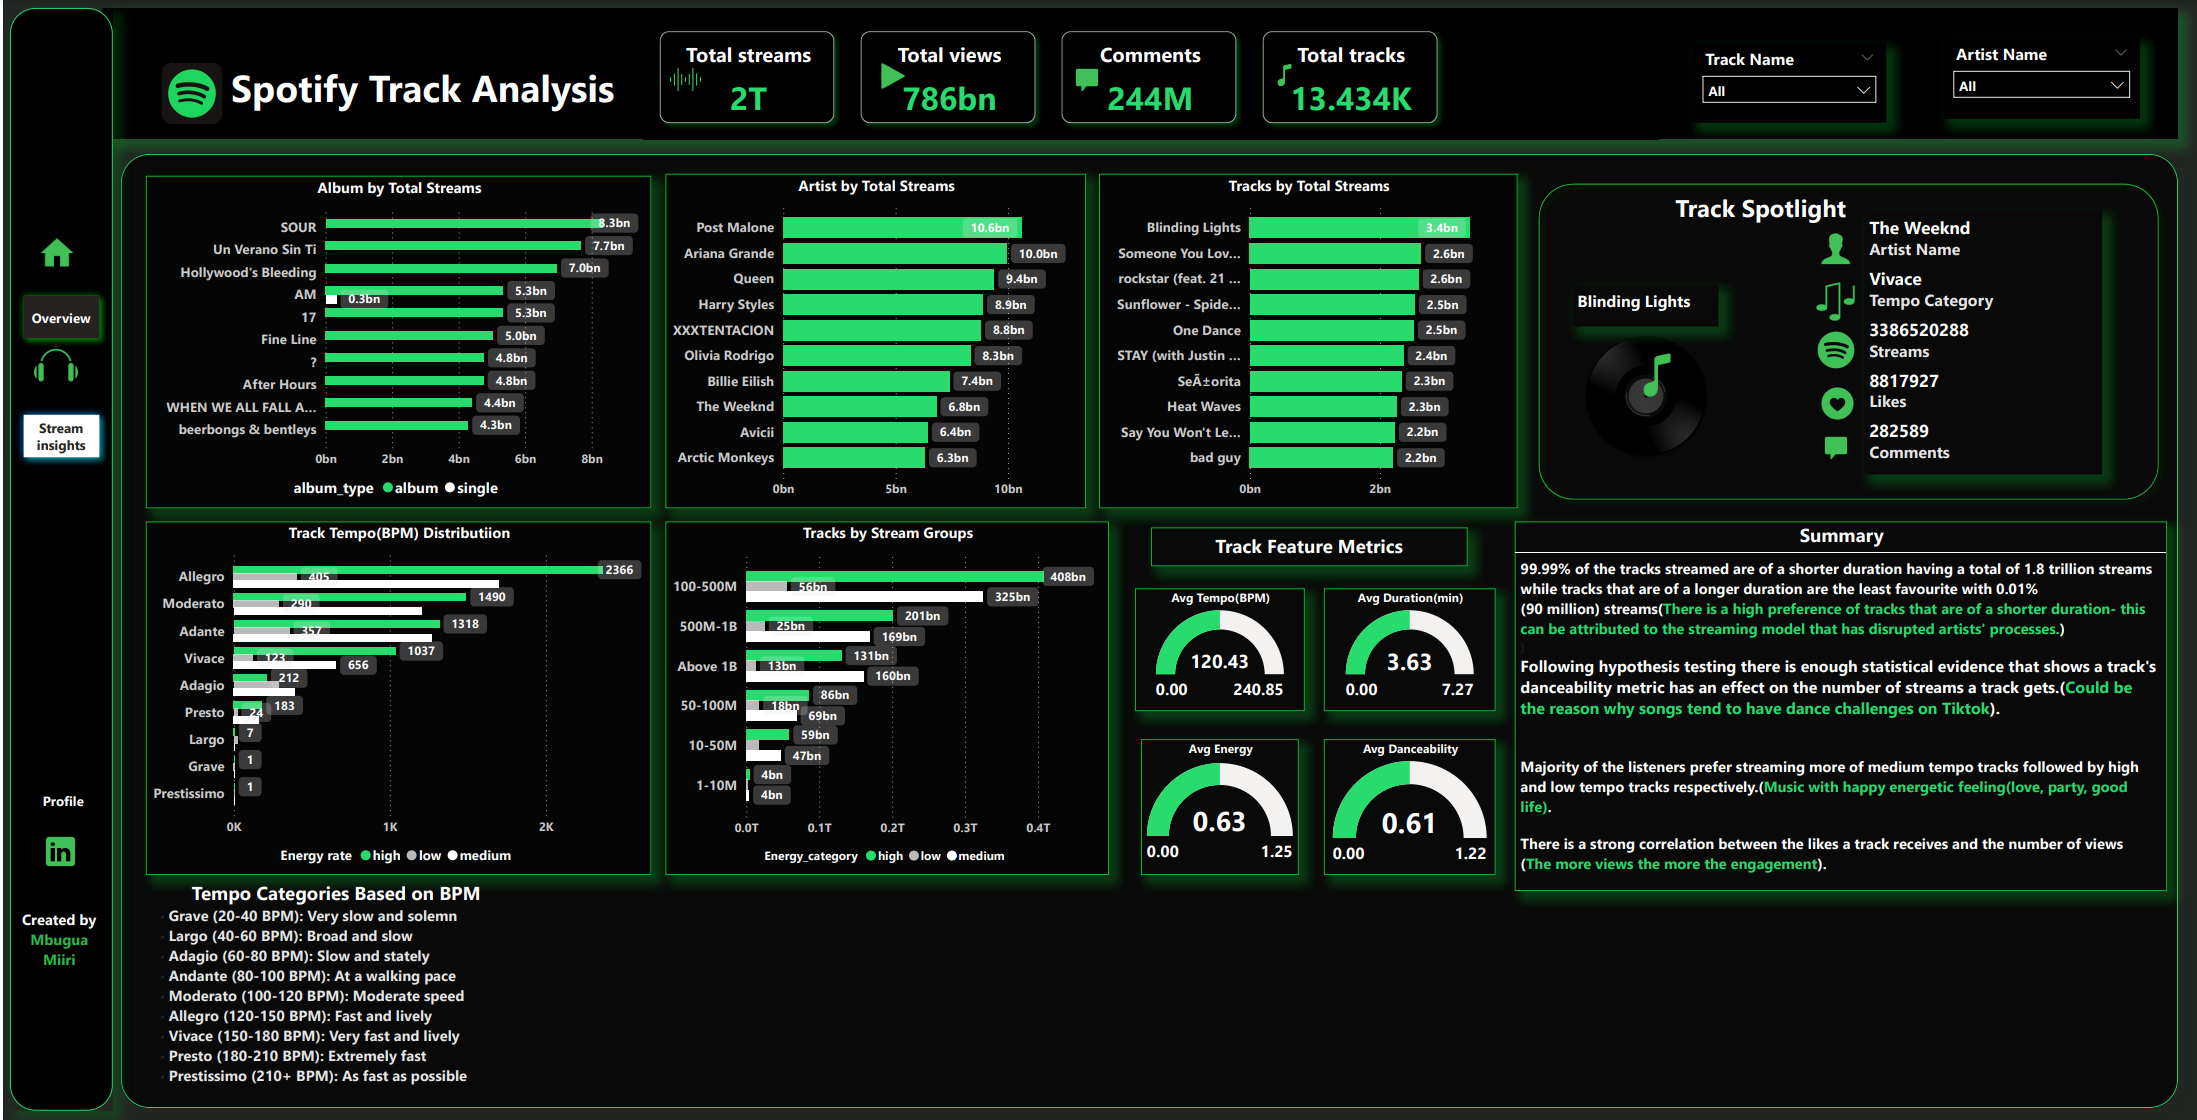 Spotify Track Analysis
Total streams
2T
Total views
786bn
Comments
244M
Total tracks
13.434K
Track Name
All
Artist Name
All
Overview
Stream
insights
Profile
in
Created by
Mbugua
Miiri
Album by Total Streams
SOUR 8.3bn
Un Verano Sin Ti 7.7bn
Hollywood's Bleeding 7.0bn
AM 5.3bn
0.3bn
17 5.3bn
Fine Line 5.0bn
? 4.8bn
After Hours 4.8bn
WHEN WE ALL FALL A... 4.4bn
beerbongs & bentleys 4.3bn
0bn 2bn 4bn 6bn 8bn
album_type album single
Artist by Total Streams
Post Malone 10.6bn
Ariana Grande 10.0bn
Queen 9.4bn
Harry Styles 8.9bn
XXXTENTACION 8.8bn
Olivia Rodrigo 8.3bn
Billie Eilish 7.4bn
The Weeknd 6.8bn
Avicii 6.4bn
Arctic Monkeys 6.3bn
0bn 5bn 10bn
Tracks by Total Streams
Blinding Lights 3.4bn
Someone You Lov... 2.6bn
rockstar (feat. 21 ... 2.6bn
Sunflower - Spide... 2.5bn
One Dance 2.5bn
STAY (with Justin ... 2.4bn
SeÃ±orita 2.3bn
Heat Waves 2.3bn
Say You Won't Le... 2.2bn
bad guy 2.2bn
0bn 2bn
Track Spotlight
Blinding Lights
The Weeknd
Artist Name
Vivace
Tempo Category
3386520288
Streams
8817927
Likes
282589
Comments
Track Tempo(BPM) Distributiion
Allegro 2366
405
Moderato 1490
290
Adante 1318
357
Vivace 1037
123
656
Adagio 212
Presto 183
24
Largo 7
Grave 1
Prestissimo 1
0K 1K 2K
Energy rate high low medium
Tracks by Stream Groups
100-500M 408bn
56bn
325bn
500M-1B 201bn
25bn
169bn
Above 1B 131bn
13bn
160bn
50-100M 86bn
18bn
69bn
10-50M 59bn
47bn
1-10M 4bn
4bn
0.0T 0.1T 0.2T 0.3T 0.4T
Energy_category high low medium
Track Feature Metrics
Avg Tempo(BPM)
120.43
0.00 240.85
Avg Duration(min)
3.63
0.00 7.27
Avg Energy
0.63
0.00 1.25
Avg Danceability
0.61
0.00 1.22
Summary
99.99% of the tracks streamed are of a shorter duration having a total of 1.8 trillion streams
while tracks that are of a longer duration are the least favourite with 0.01%
(90 million) streams(There is a high preference of tracks that are of a shorter duration- this
can be attributed to the streaming model that has disrupted artists' processes.)
Following hypothesis testing there is enough statistical evidence that shows a track's
danceability metric has an effect on the number of streams a track gets.(Could be
the reason why songs tend to have dance challenges on Tiktok).
Majority of the listeners prefer streaming more of medium tempo tracks followed by high
and low tempo tracks respectively.(Music with happy energetic feeling(love, party, good
life).
There is a strong correlation between the likes a track receives and the number of views
(The more views the more the engagement).
Tempo Categories Based on BPM
Grave (20-40 BPM): Very slow and solemn
Largo (40-60 BPM): Broad and slow
Adagio (60-80 BPM): Slow and stately
Andante (80-100 BPM): At a walking pace
Moderato (100-120 BPM): Moderate speed
Allegro (120-150 BPM): Fast and lively
Vivace (150-180 BPM): Very fast and lively
Presto (180-210 BPM): Extremely fast
Prestissimo (210+ BPM): As fast as possible